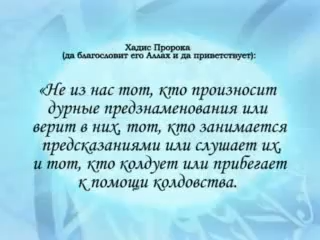 Хадис Пророка
(да благословит его Аллах и да приветствует):
«Не из нас тот, кто произносит
дурные предзнаменования или
верит в них, тот, кто занимается
предсказаниями или слушает их,
и тот, кто колдует или прибегает
к помощи колдовства.